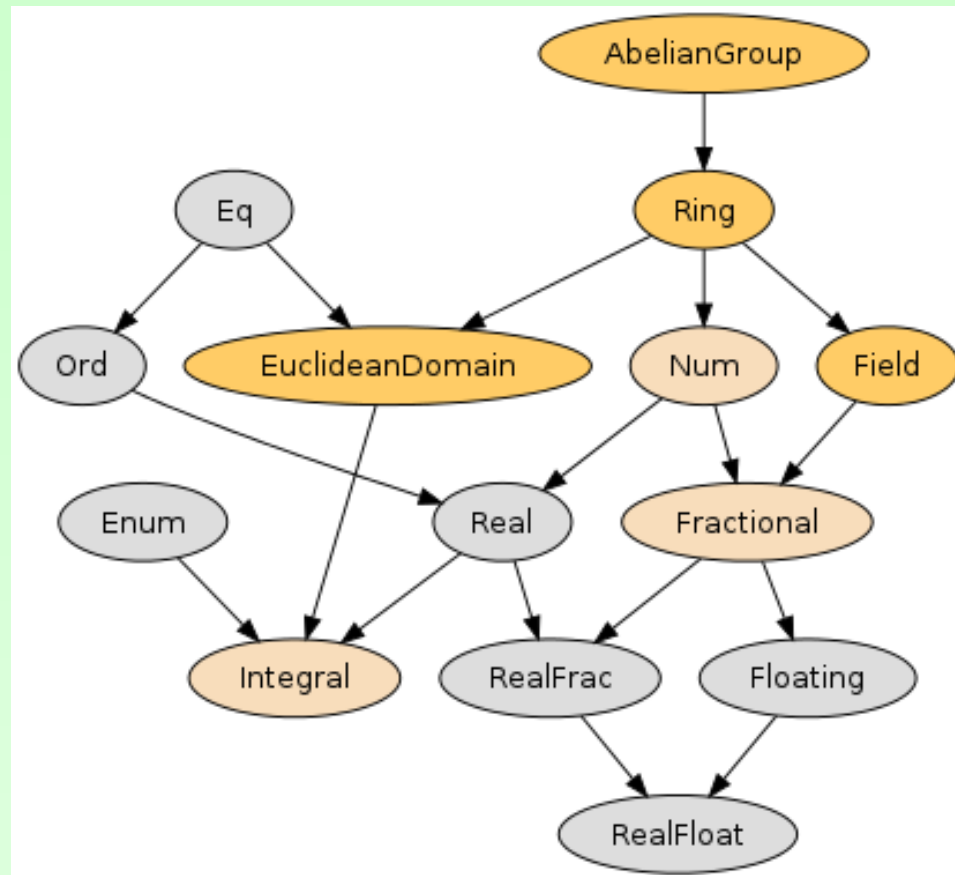 AbelianGroup
Eq
Ring
Ord
EuclideanDomain
Num
Field
Enum
Real
Fractional
Integral
RealFrac
Floating
RealFloat